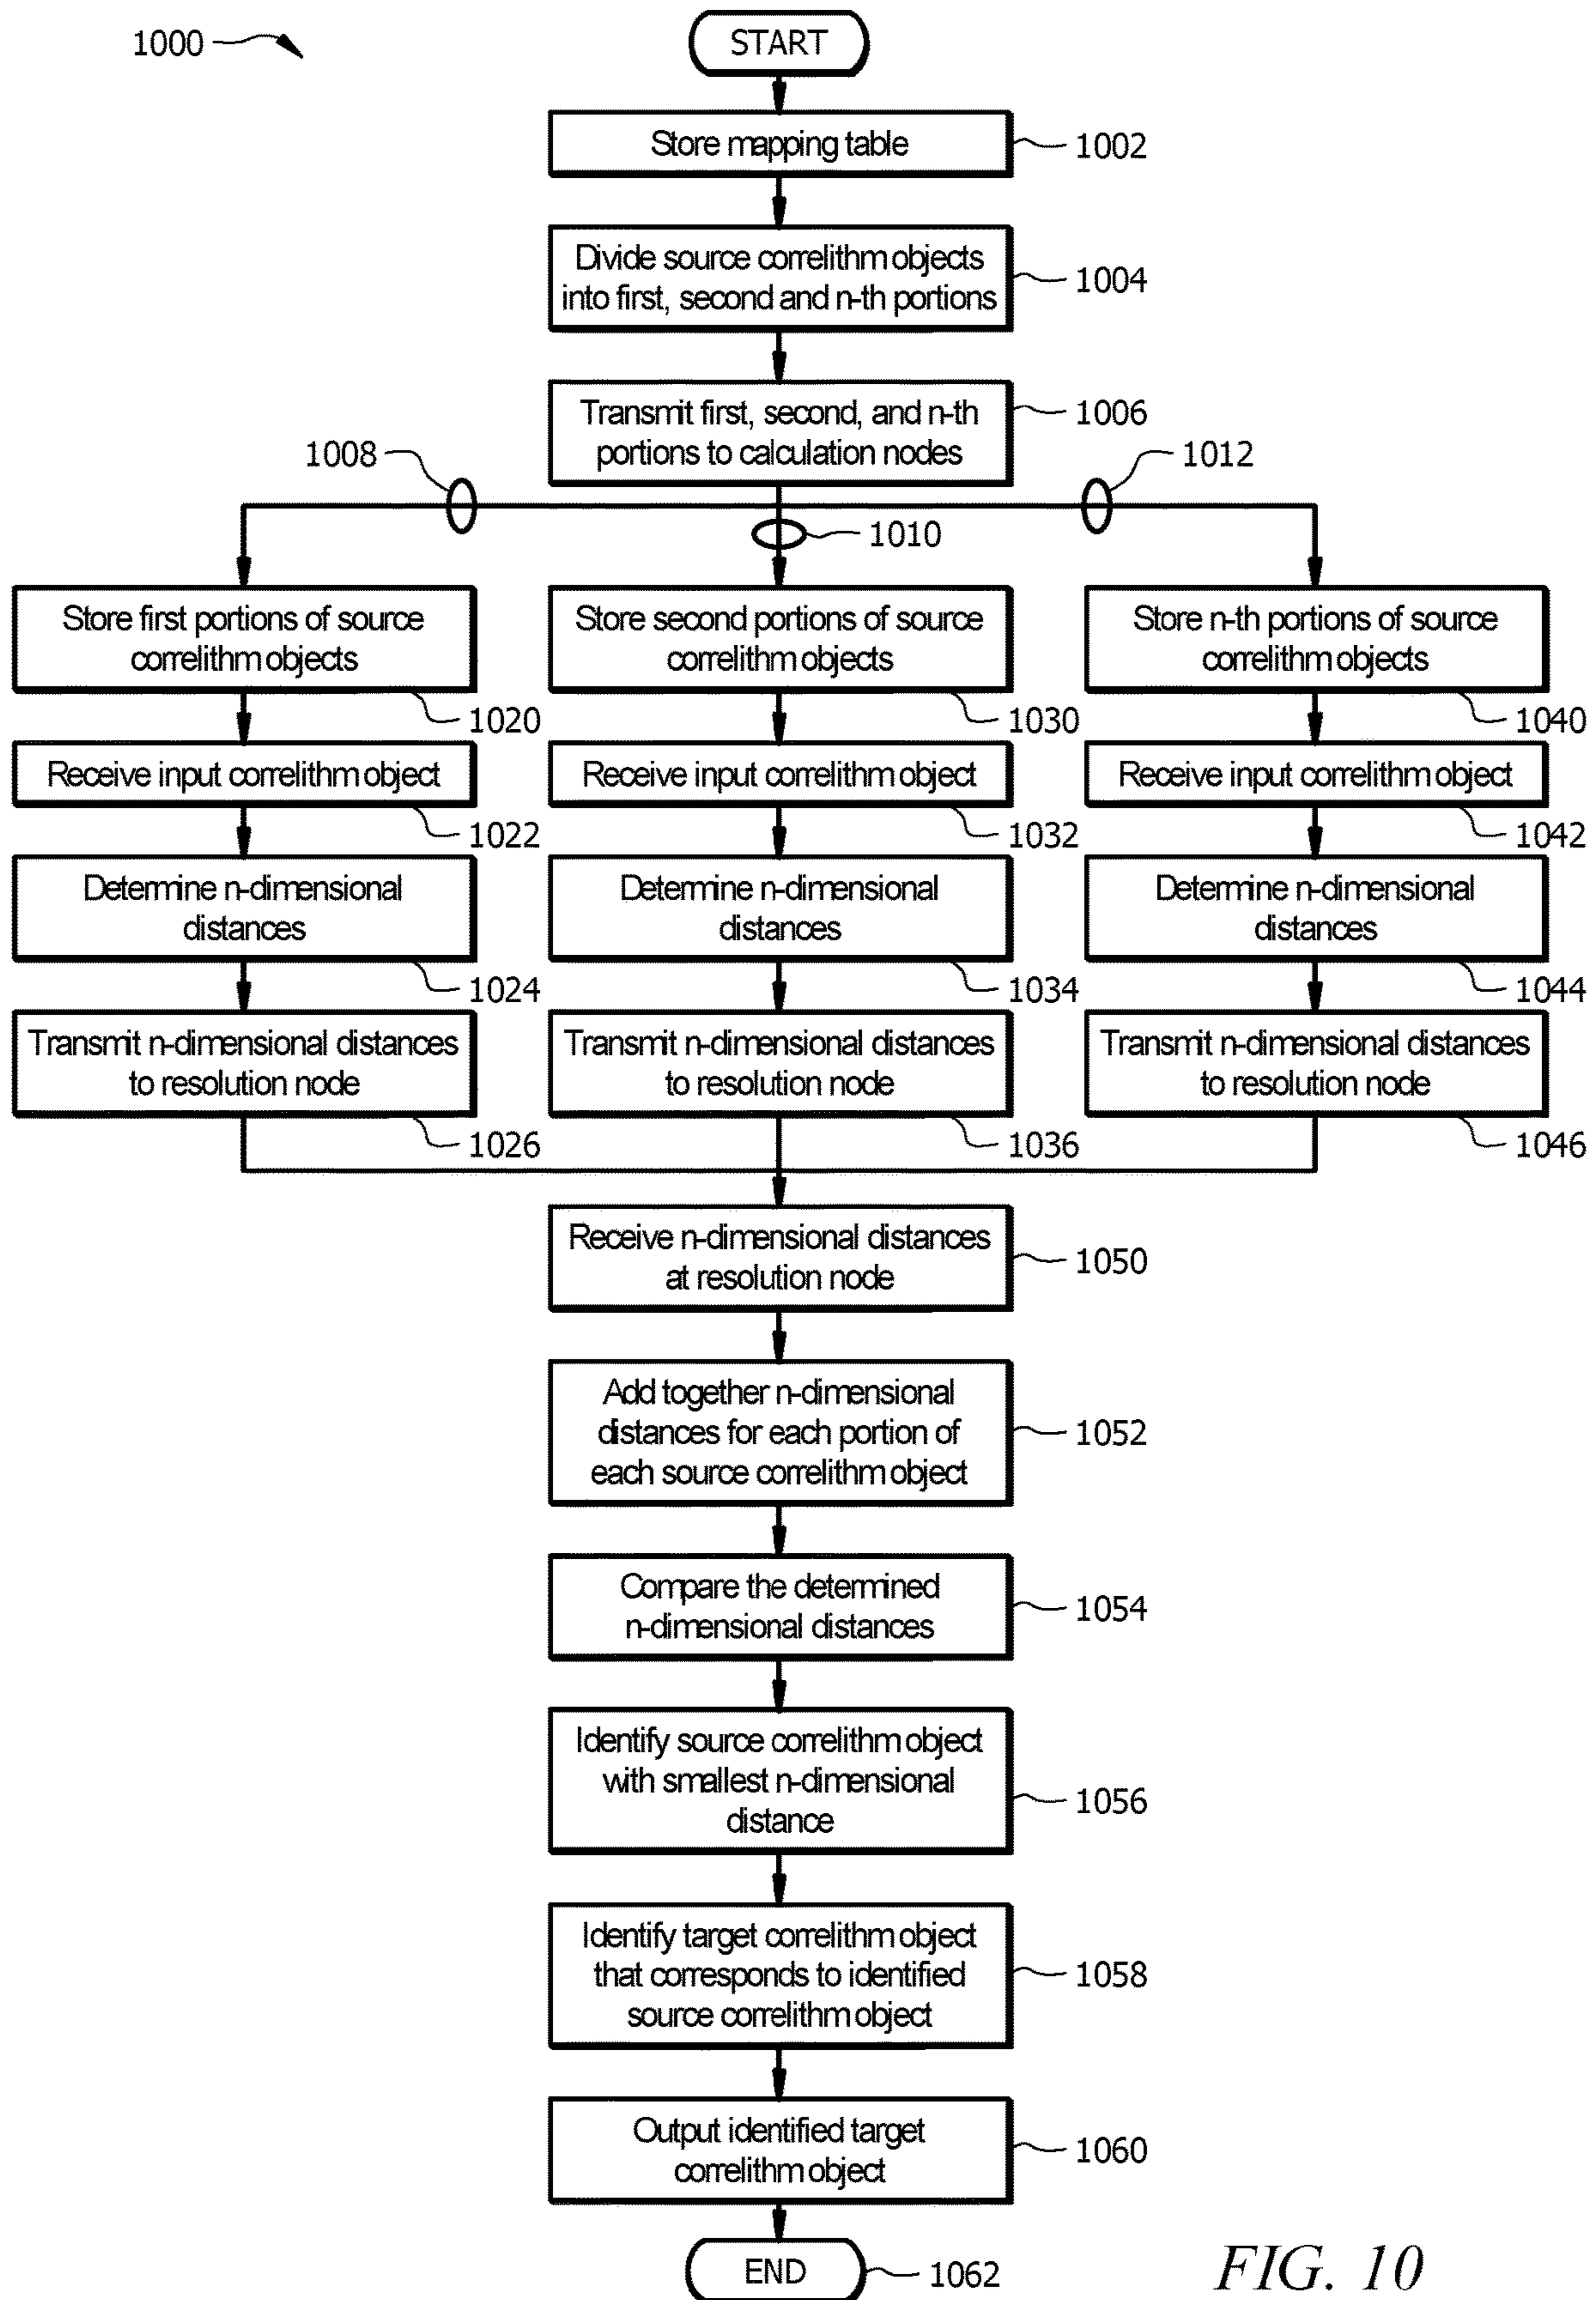 1000
START
Store mapping table
1002
Divide source correlithm objects
into first, second and n-th portions
1004
Transmit first, second, and n-th
portions to calculation nodes
1006
1008
1010
1012
Store first portions of source
correlithm objects
1020
Store second portions of source
correlithm objects
1030
Store n-th portions of source
correlithm objects
1040
Receive input correlithm object
1022
Receive input correlithm object
1032
Receive input correlithm object
1042
Determine n-dimensional
distances
1024
Determine n-dimensional
distances
1034
Determine n-dimensional
distances
1044
Transmit n-dimensional distances
to resolution node
1026
Transmit n-dimensional distances
to resolution node
1036
Transmit n-dimensional distances
to resolution node
1046
Receive n-dimensional distances
at resolution node
1050
Add together n-dimensional
distances for each portion of
each source correlithm object
1052
Compare the determined
n-dimensional distances
1054
Identify source correlithm object
with smallest n-dimensional
distance
1056
Identify target correlithm object
that corresponds to identified
source correlithm object
1058
Output identified target
correlithm object
1060
END
1062
FIG. 10